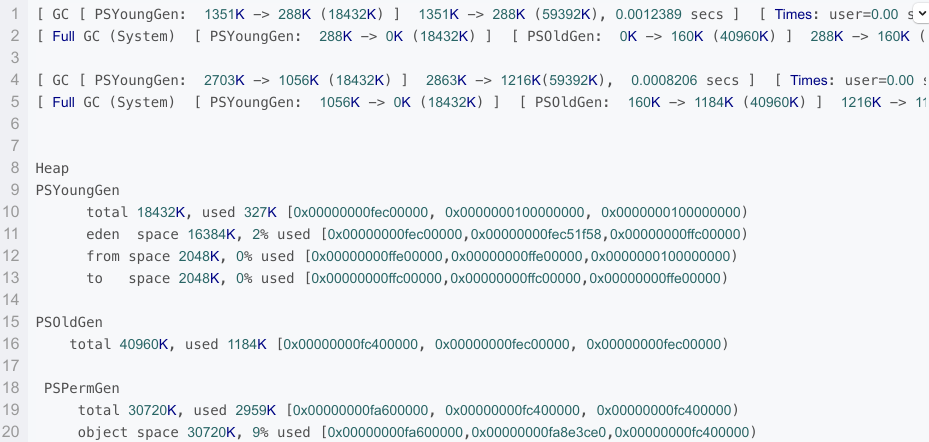 1 [ GC [ PSYoungGen: 1351K -> 288K (18432K) ] 1351K -> 288K (59392K), 0.0012389 secs ] [ Times: user=0.00 s
2 [ Full GC (System) [ PSYoungGen: 288K -> 0K (18432K) ] [ PSOldGen: 0K -> 160K (40960K) ] 288K -> 160K (
3
4 [ GC [ PSYoungGen: 2703K -> 1056K (18432K) ] 2863K -> 1216K(59392K), 0.0008206 secs ] [ Times: user=0.00 s
5 [ Full GC (System) [ PSYoungGen: 1056K -> 0K (18432K) ] [ PSOldGen: 160K -> 1184K (40960K) ] 1216K -> 11
6
7
8 Heap
9 PSYoungGen
10 total 18432K, used 327K [0x00000000fec00000, 0x0000000100000000, 0x0000000100000000)
11 eden space 16384K, 2% used [0x00000000fec00000,0x00000000fec51f58,0x00000000ffc00000)
12 from space 2048K, 0% used [0x00000000ffe00000,0x00000000ffe00000,0x0000000100000000)
13 to space 2048K, 0% used [0x00000000ffc00000,0x00000000ffc00000,0x00000000ffe00000)
14
15 PSOldGen
16 total 40960K, used 1184K [0x00000000fc400000, 0x00000000fec00000, 0x00000000fec00000)
17
18 PSPermGen
19 total 30720K, used 2959K [0x00000000fa600000, 0x00000000fc400000, 0x00000000fc400000)
20 object space 30720K, 9% used [0x00000000fa600000,0x00000000fa8e3ce0,0x00000000fc400000)